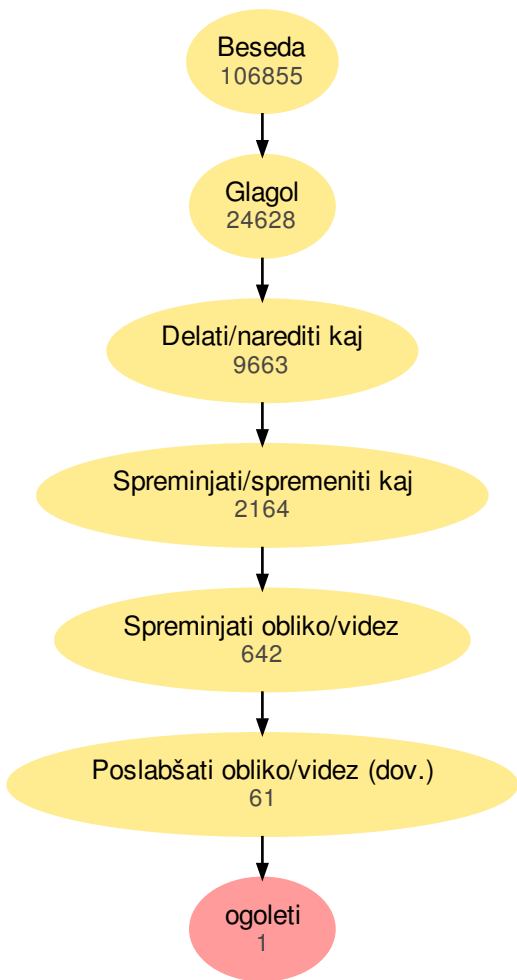 Beseda
106855
Glagol
24628
Delati/narediti kaj
9663
Spreminjati/spremeniti kaj
2164
Spreminjati obliko/videz
642
Poslabšati obliko/videz (dov.)
61
ogoleti
1